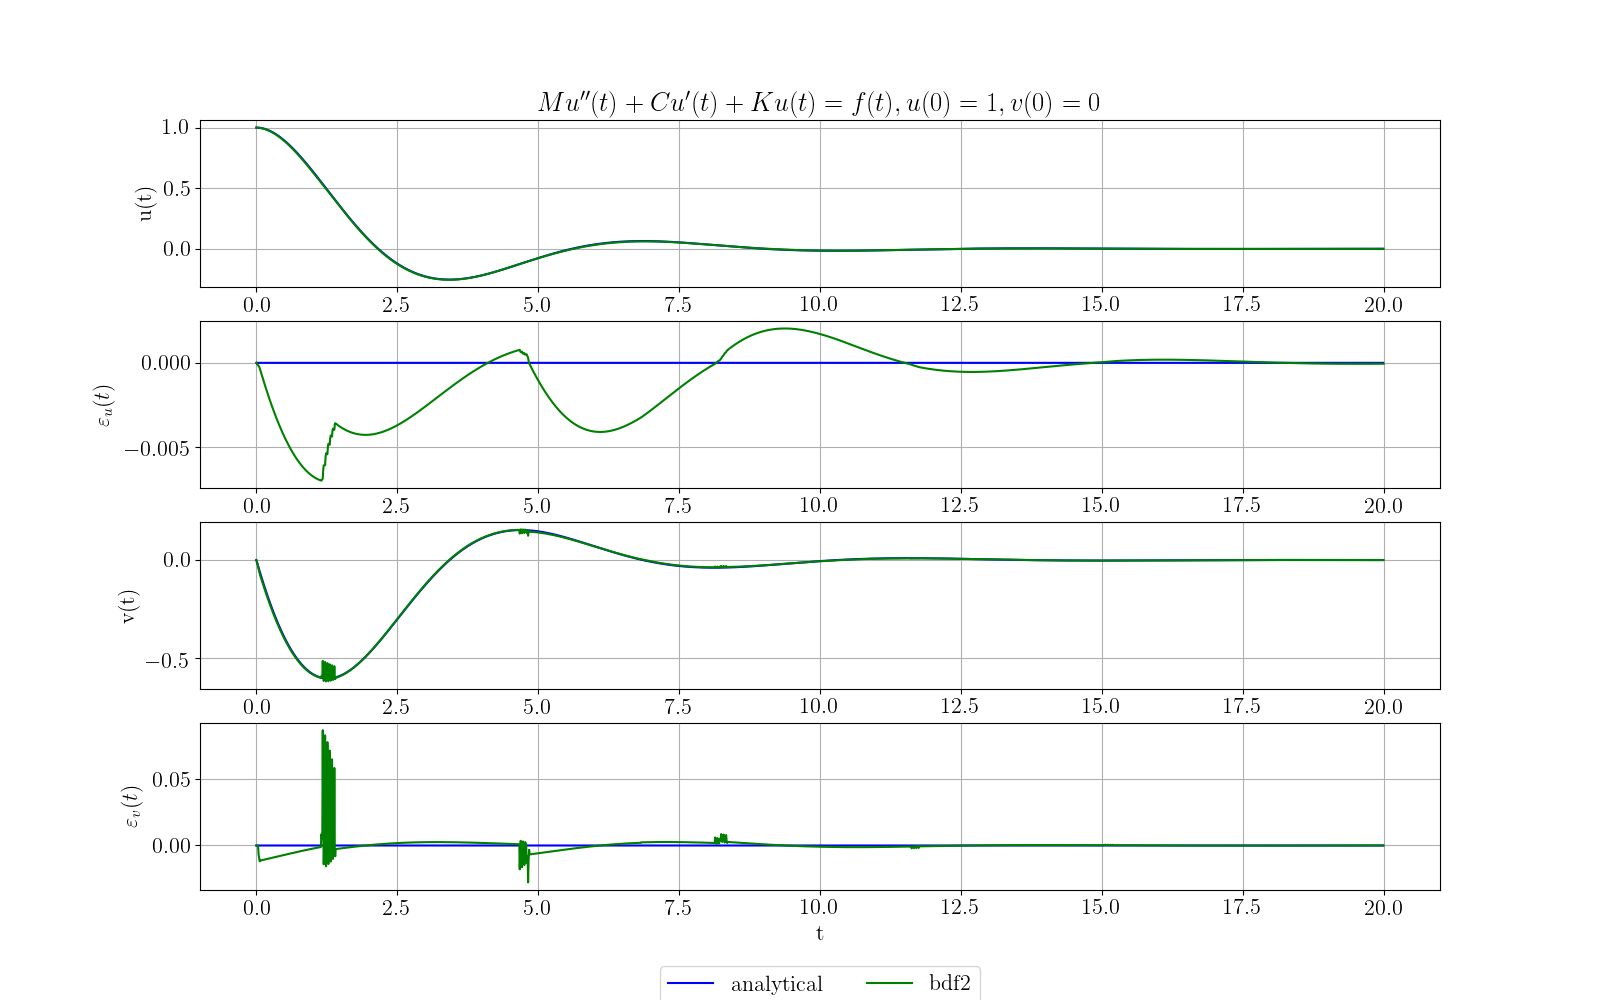 Mu''(t) + Cu'(t) + Ku(t) = f(t), u(0) = 1, v(0) = 0
1.0
0.5
0.0
u(t)
0.0 2.5 5.0 7.5 10.0 12.5 15.0 17.5 20.0
0.000
−0.005
ε_u(t)
0.0 2.5 5.0 7.5 10.0 12.5 15.0 17.5 20.0
0.0
−0.5
v(t)
0.0 2.5 5.0 7.5 10.0 12.5 15.0 17.5 20.0
0.05
0.00
ε_v(t)
0.0 2.5 5.0 7.5 10.0 12.5 15.0 17.5 20.0
t
analytical bdf2